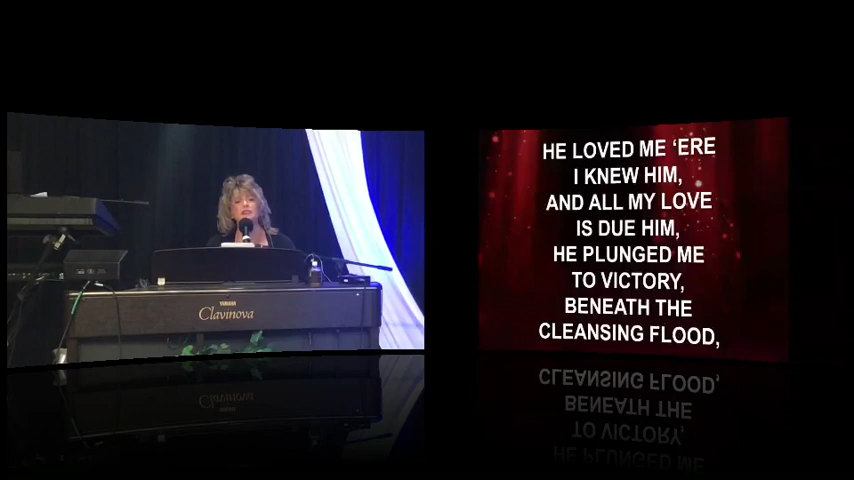 YAMAHA
Clavinova
HE LOVED ME ‘ERE
I KNEW HIM,
AND ALL MY LOVE
IS DUE HIM,
HE PLUNGED ME
TO VICTORY,
BENEATH THE
CLEANSING FLOOD,